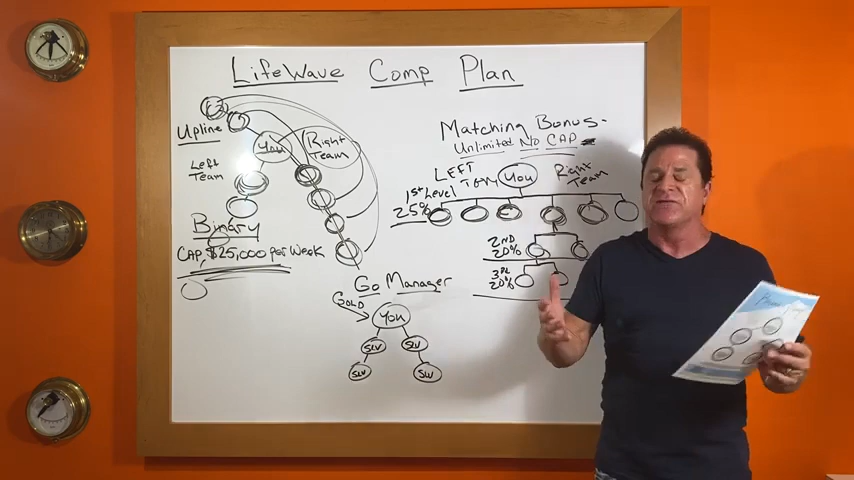 LifeWave Comp Plan
Upline
You
Right
Team
Left
Team
Binary
CAP, $25,000 per Week
Matching Bonus-
Unlimited No CAP
LEFT
Team
You
Right
Team
1st Level
25%
2ND
20%
3RD
20%
Go Manager
GOLD
You
SLV
SLV
SLV
SLV